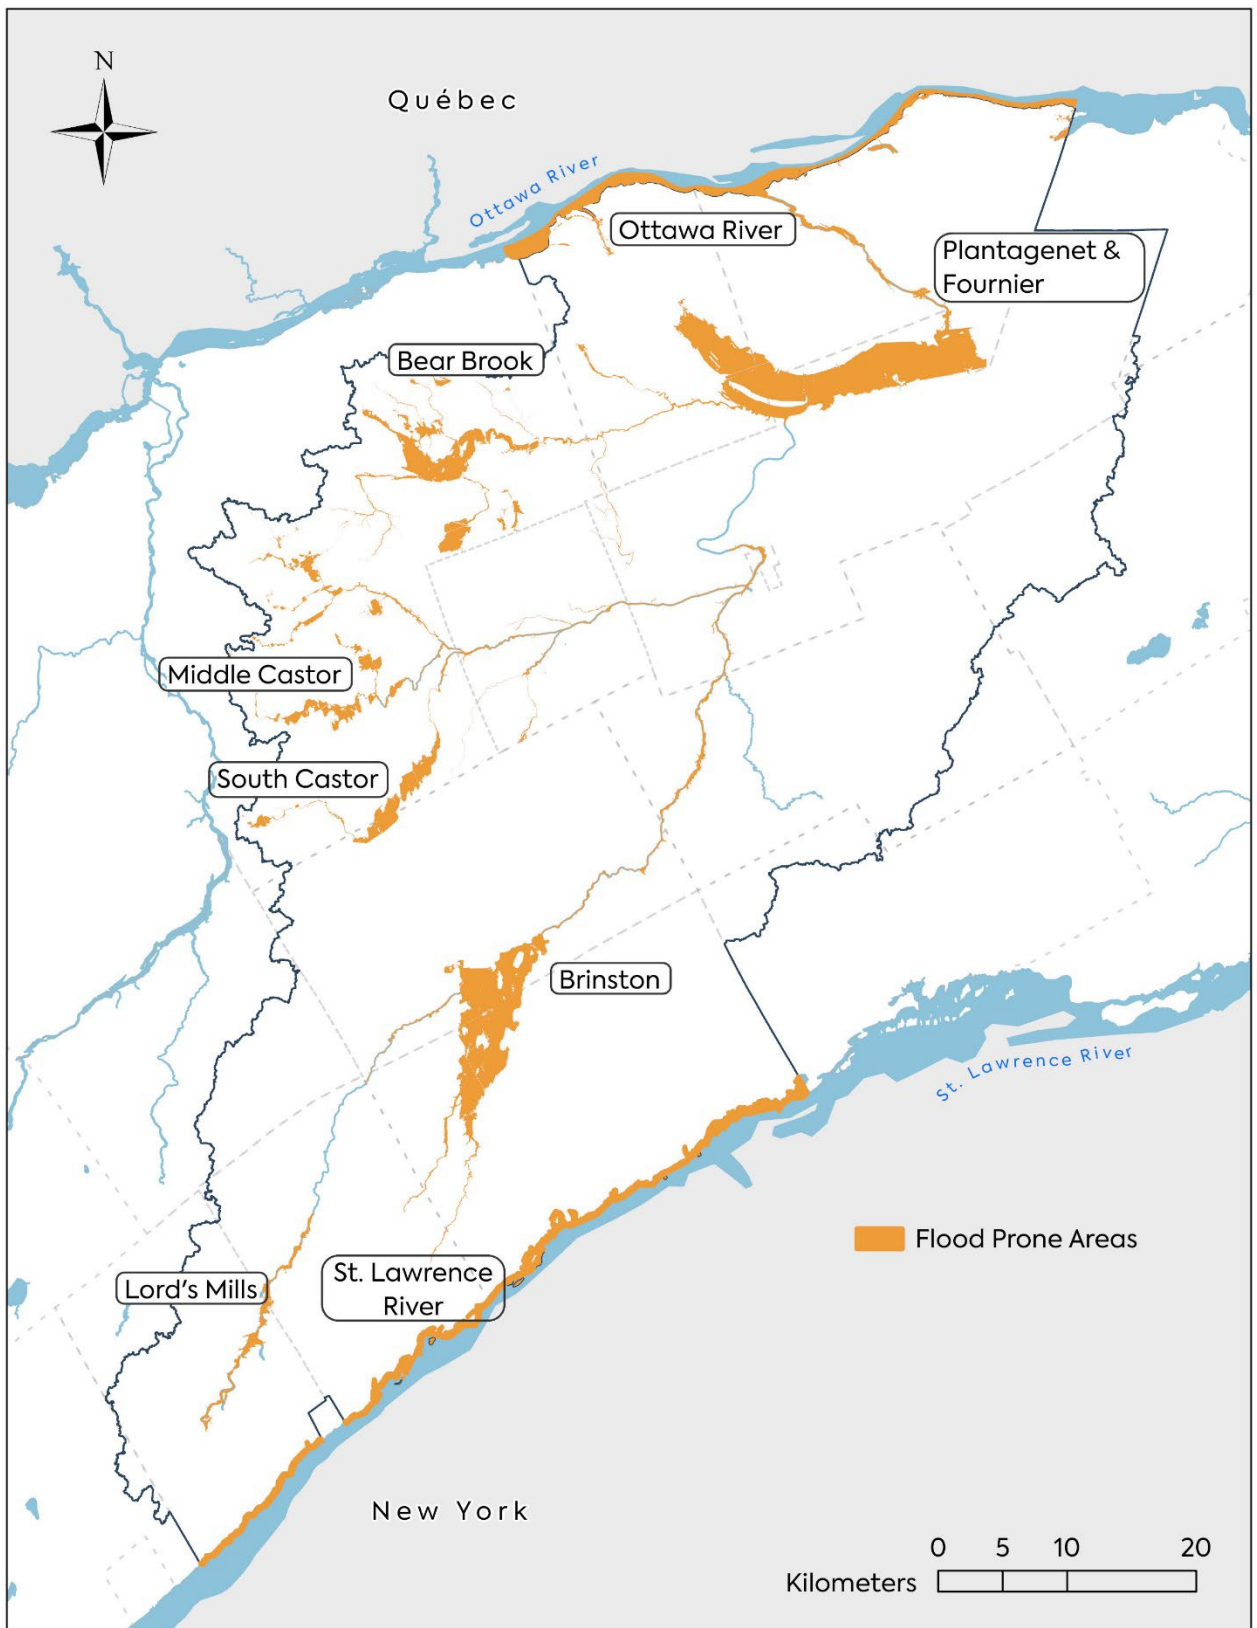 N
Québec
Ottawa River
Ottawa River
Plantagenet &
Fournier
Bear Brook
Middle Castor
South Castor
Brinston
St. Lawrence River
Flood Prone Areas
Lord's Mills
St. Lawrence
River
New York
0 5 10 20
Kilometers